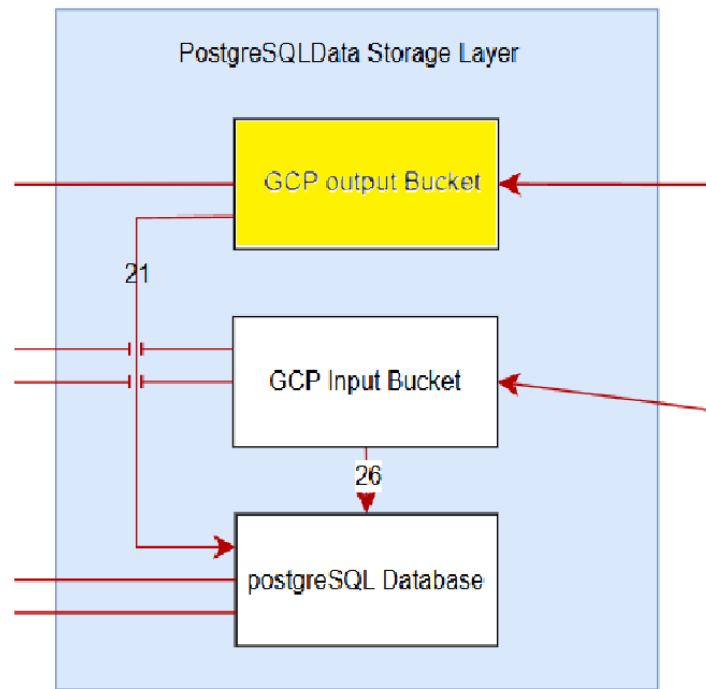 PostgreSQLData Storage Layer
GCP output Bucket
21
GCP Input Bucket
26
postgreSQL Database